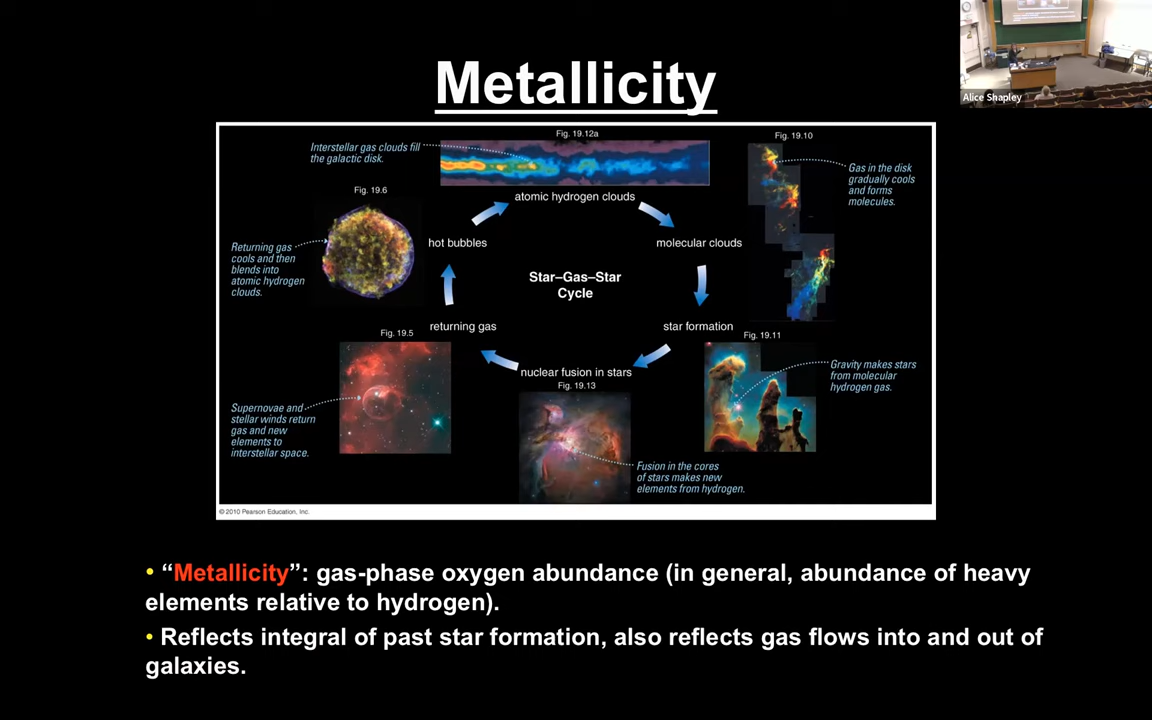 Metallicity
Alice Shapley
Fig. 19.12a
Interstellar gas clouds fill
the galactic disk.
Fig. 19.10
Gas in the disk
gradually cools
and forms
molecules.
Fig. 19.6
atomic hydrogen clouds
hot bubbles
molecular clouds
Returning gas
cools and then
blends into
atomic hydrogen
clouds.
Star–Gas–Star
Cycle
returning gas
star formation
Fig. 19.5
Fig. 19.11
Gravity makes stars
from molecular
hydrogen gas.
nuclear fusion in stars
Fig. 19.13
Supernovae and
stellar winds return
gas and new
elements to
interstellar space.
Fusion in the cores
of stars makes new
elements from hydrogen.
© 2010 Pearson Education, Inc.
• “Metallicity”: gas-phase oxygen abundance (in general, abundance of heavy
elements relative to hydrogen).
• Reflects integral of past star formation, also reflects gas flows into and out of
galaxies.